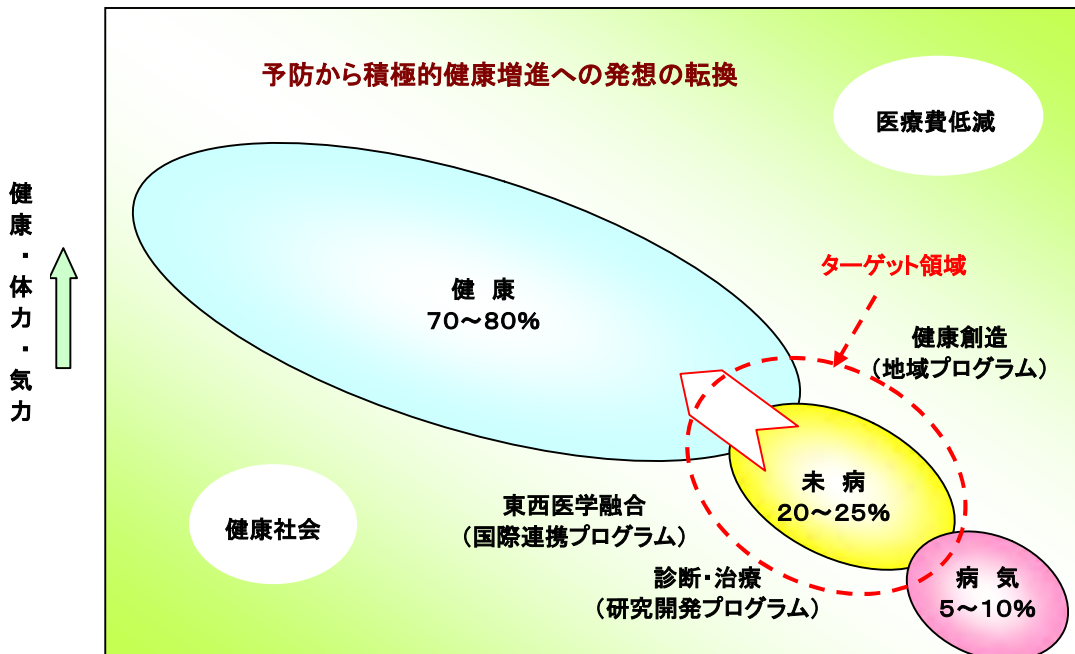 予防から積極的健康増進への発想の転換
医療費低減
健康・体力・気力
ターゲット領域
健 康
70～80%
健康創造
（地域プログラム）
未 病
20～25%
東西医学融合
（国際連携プログラム）
健康社会
診断・治療
（研究開発プログラム）
病 気
5～10%